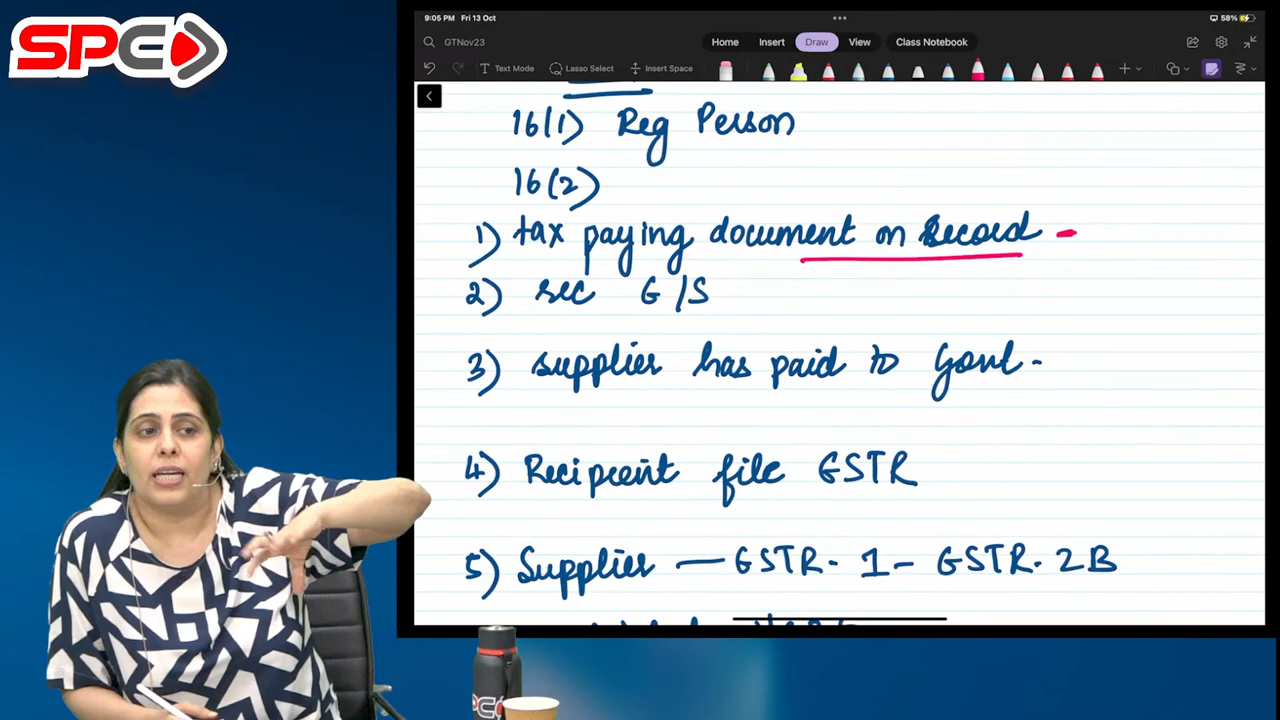 SPC
9:05 PM Fri 13 Oct
58%
GTNov23
Home Insert Draw View Class Notebook
Text Mode Lasso Select Insert Space
16(1) Reg Person
16(2)
1) tax paying document on Record -
2) rec G/S
3) supplier has paid to Govt -
4) Recipient file GSTR
5) Supplier — GSTR-1 - GSTR-2B